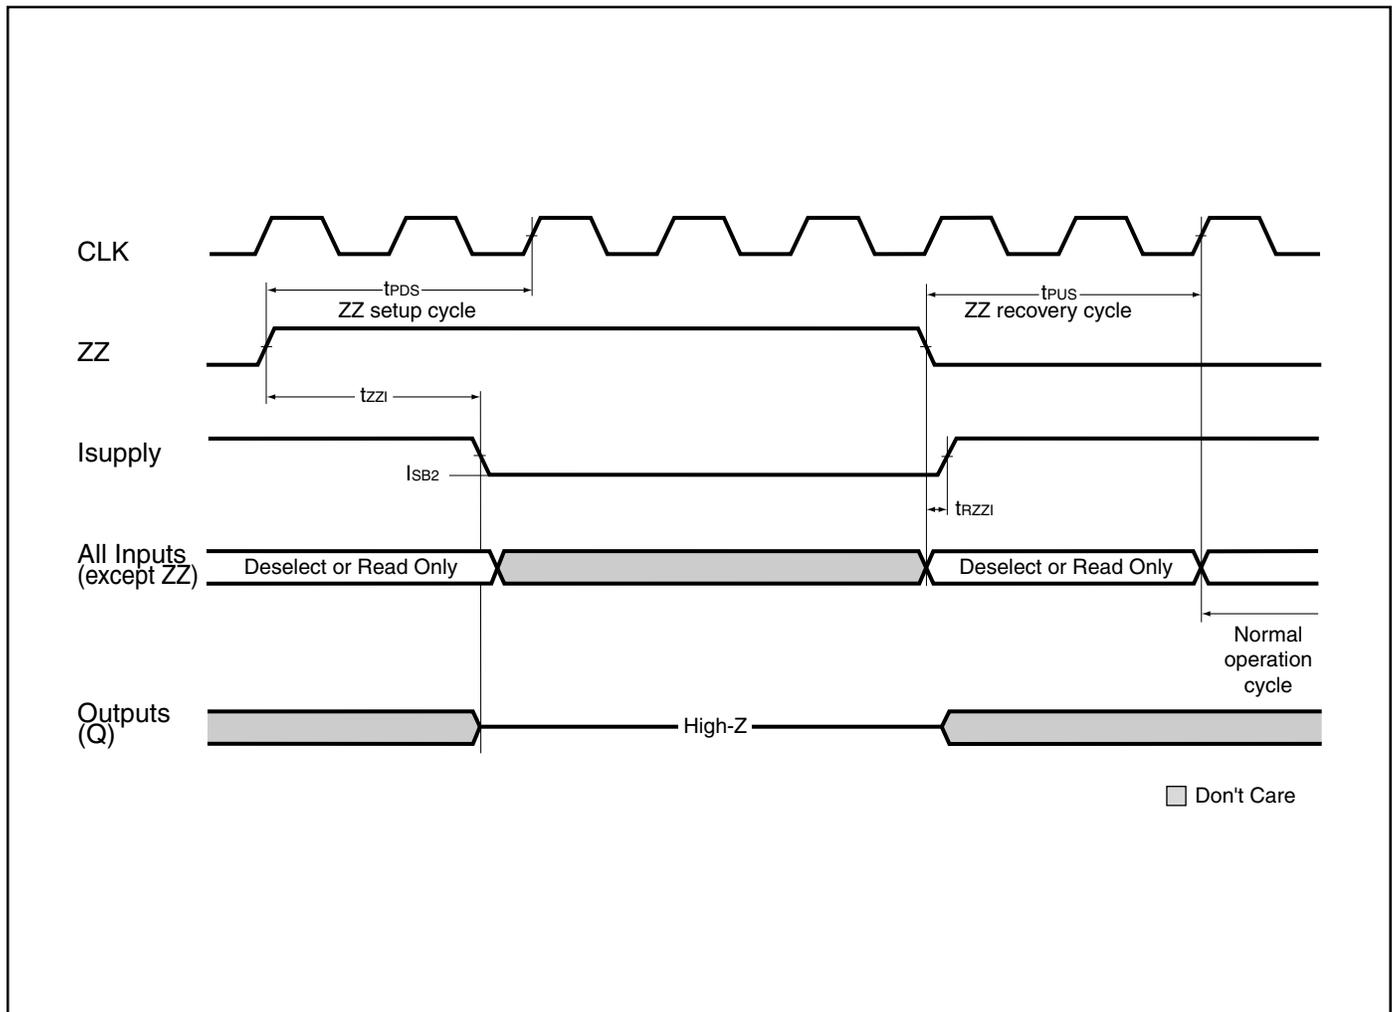 CLK
tPDS
ZZ setup cycle
tPUS
ZZ recovery cycle
ZZ
tZZI
Isupply
ISB2
tRZZI
All Inputs
(except ZZ)
Deselect or Read Only
Deselect or Read Only
Normal
operation
cycle
Outputs
(Q)
High-Z
Don't Care